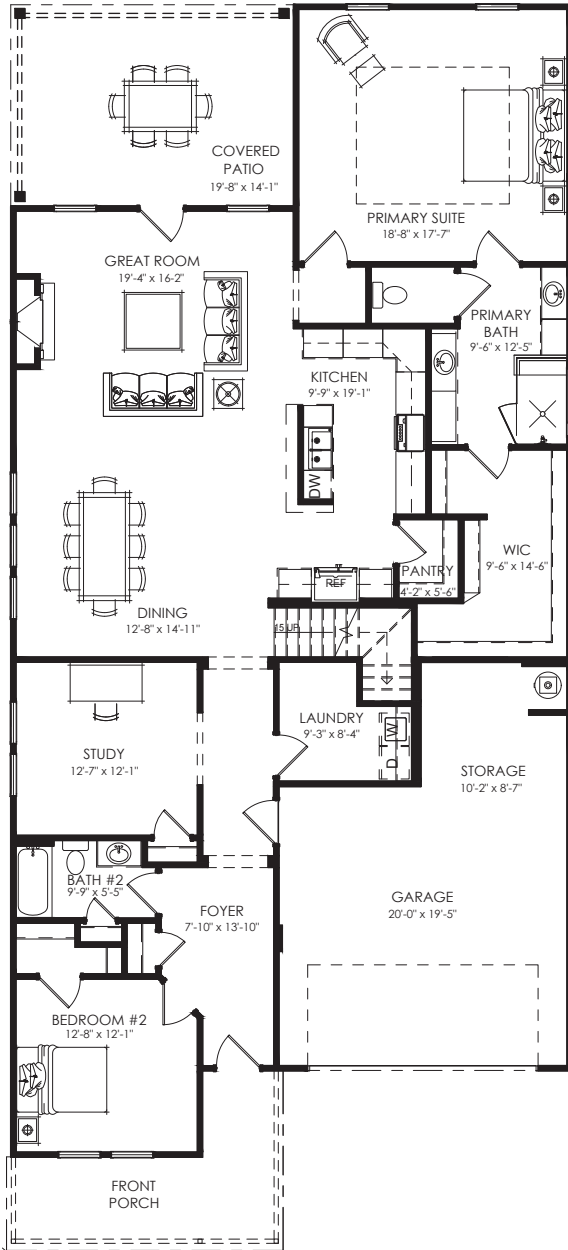 COVERED
PATIO
19'-8" x 14'-1"
PRIMARY SUITE
18'-8" x 17'-7"
GREAT ROOM
19'-4" x 16'-2"
PRIMARY
BATH
9'-6" x 12'-5"
KITCHEN
9'-9" x 19'-1"
DW
WIC
9'-6" x 14'-6"
PANTRY
4'-2" x 5'-6"
REF
DINING
12'-8" x 14'-11"
15 UP
LAUNDRY
9'-3" x 8'-4"
W
D
STUDY
12'-7" x 12'-1"
STORAGE
10'-2" x 8'-7"
BATH #2
9'-9" x 5'-5"
FOYER
7'-10" x 13'-10"
GARAGE
20'-0" x 19'-5"
BEDROOM #2
12'-8" x 12'-1"
FRONT
PORCH